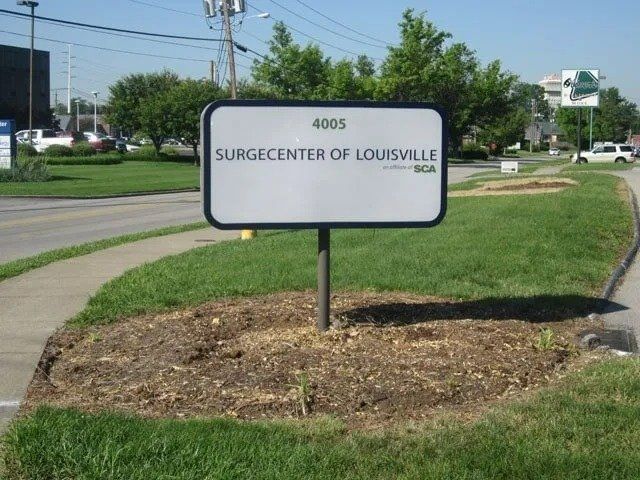 4005
SURGECENTER OF LOUISVILLE
an affiliate of SCA